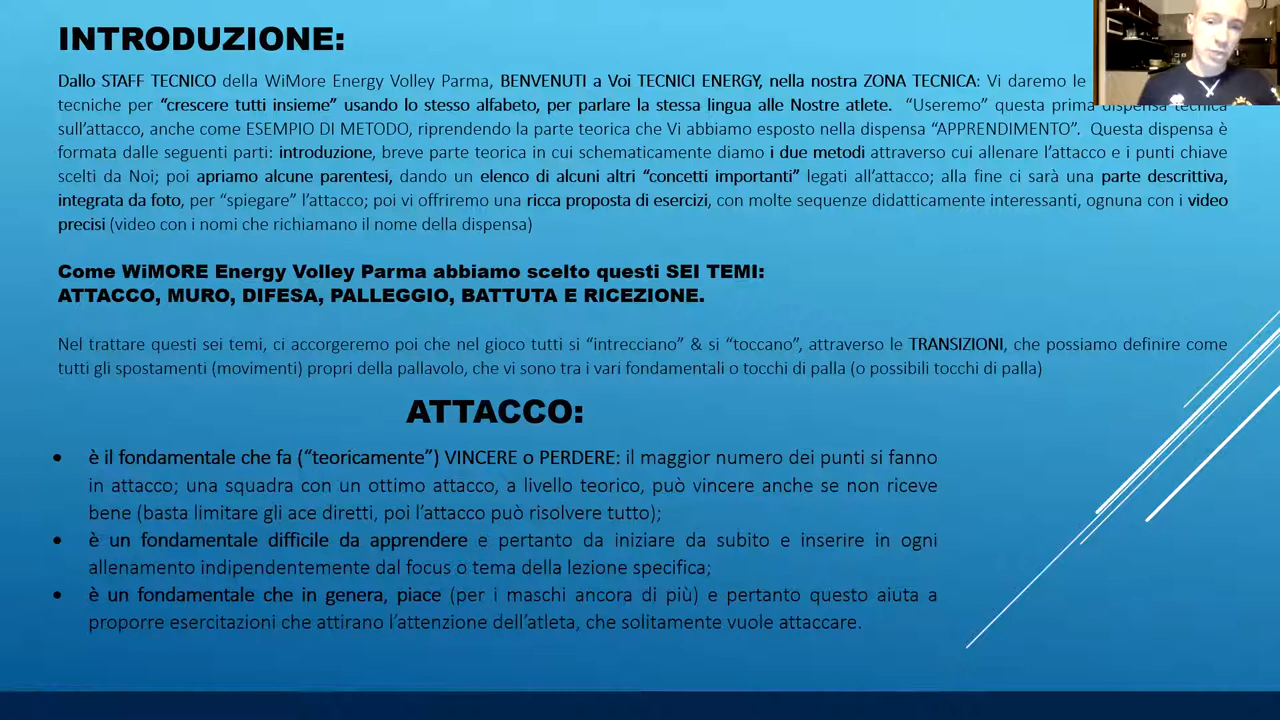 INTRODUZIONE:
Dallo STAFF TECNICO della WiMore Energy Volley Parma, BENVENUTI a Voi TECNICI ENERGY, nella nostra ZONA TECNICA: Vi daremo le
tecniche per “crescere tutti insieme” usando lo stesso alfabeto, per parlare la stessa lingua alle Nostre atlete. “Useremo” questa prima dispensa tecnica
sull’attacco, anche come ESEMPIO DI METODO, riprendendo la parte teorica che Vi abbiamo esposto nella dispensa “APPRENDIMENTO”. Questa dispensa è
formata dalle seguenti parti: introduzione, breve parte teorica in cui schematicamente diamo i due metodi attraverso cui allenare l’attacco e i punti chiave
scelti da Noi; poi apriamo alcune parentesi, dando un elenco di alcuni altri “concetti importanti” legati all’attacco; alla fine ci sarà una parte descrittiva,
integrata da foto, per “spiegare” l’attacco; poi vi offriremo una ricca proposta di esercizi, con molte sequenze didatticamente interessanti, ognuna con i video
precisi (video con i nomi che richiamano il nome della dispensa)
Come WiMORE Energy Volley Parma abbiamo scelto questi SEI TEMI:
ATTACCO, MURO, DIFESA, PALLEGGIO, BATTUTA E RICEZIONE.
Nel trattare questi sei temi, ci accorgeremo poi che nel gioco tutti si “intrecciano” & si “toccano”, attraverso le TRANSIZIONI, che possiamo definire come
tutti gli spostamenti (movimenti) propri della pallavolo, che vi sono tra i vari fondamentali o tocchi di palla (o possibili tocchi di palla)
ATTACCO:
• è il fondamentale che fa (“teoricamente”) VINCERE o PERDERE: il maggior numero dei punti si fanno
in attacco; una squadra con un ottimo attacco, a livello teorico, può vincere anche se non riceve
bene (basta limitare gli ace diretti, poi l’attacco può risolvere tutto);
• è un fondamentale difficile da apprendere e pertanto da iniziare da subito e inserire in ogni
allenamento indipendentemente dal focus o tema della lezione specifica;
• è un fondamentale che in genera, piace (per i maschi ancora di più) e pertanto questo aiuta a
proporre esercitazioni che attirano l’attenzione dell’atleta, che solitamente vuole attaccare.